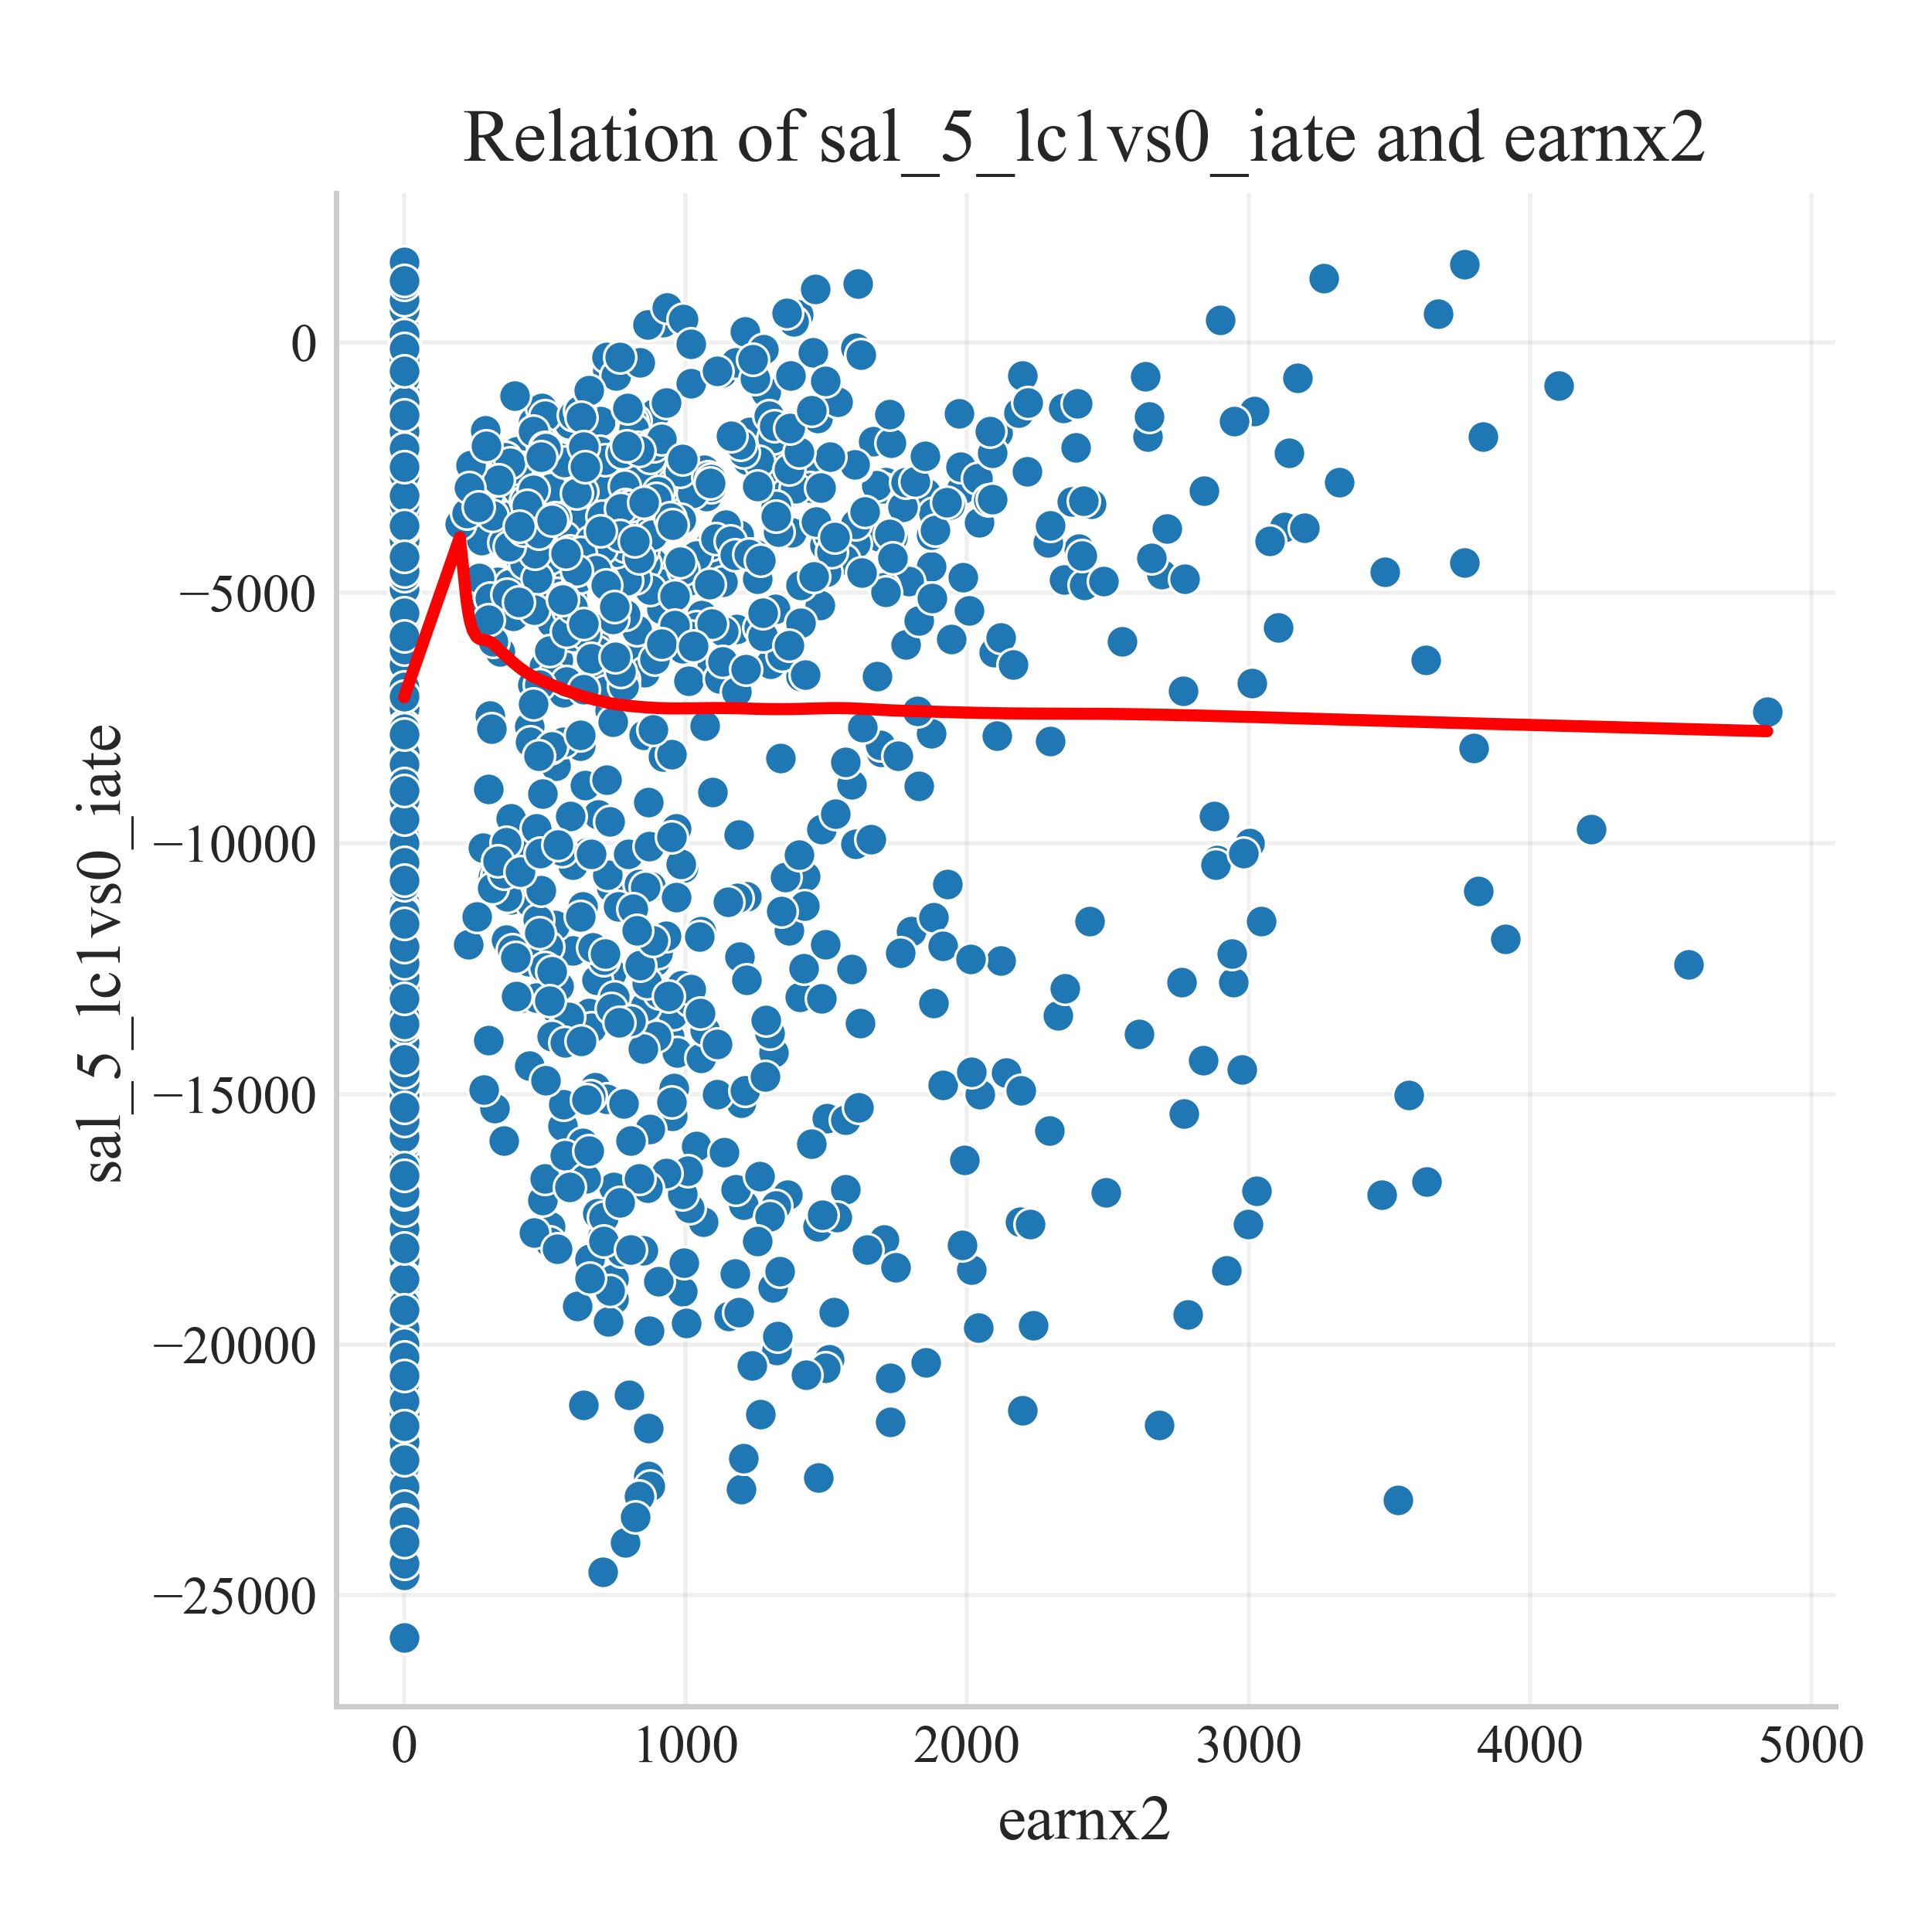 Relation of sal_5_lc1vs0_iate and earnx2
sal_5_lc1vs0_iate
0
−5000
−10000
−15000
−20000
−25000
0 1000 2000 3000 4000 5000
earnx2